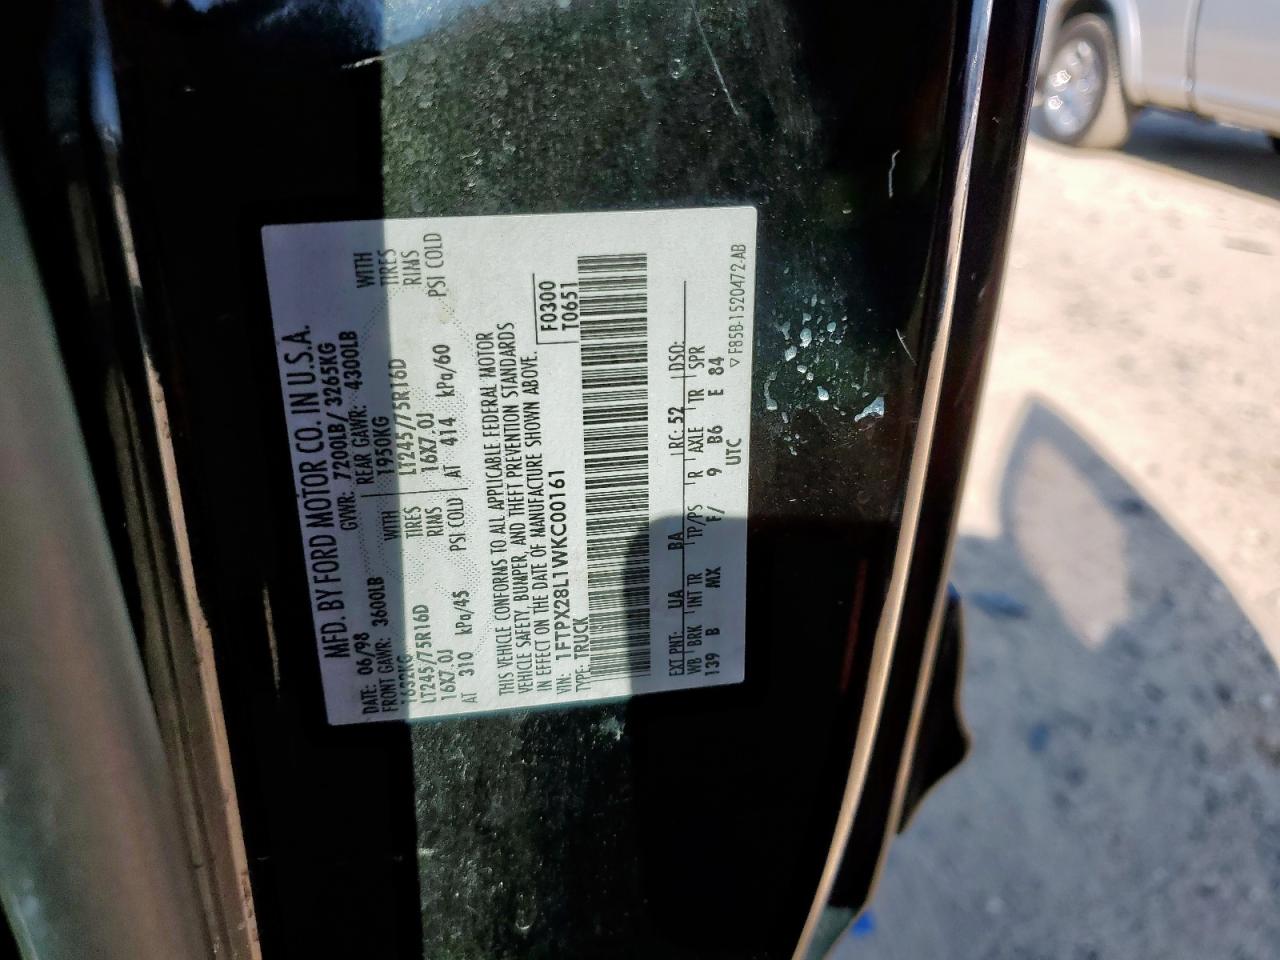 MFD. BY FORD MOTOR CO. IN U.S.A.
DATE: 06/98 GVWR: 7200LB/ 3265KG
FRONT GAWR: 3600LB REAR GAWR: 4300LB
1632KG WITH 1950KG WITH
LT245/75R16D TIRES LT245/75R16D TIRES
16X7.0J RIMS 16X7.0J RIMS
AT 310 kPa/45 PSI COLD AT 414 kPa/60 PSI COLD
THIS VEHICLE CONFORMS TO ALL APPLICABLE FEDERAL MOTOR
VEHICLE SAFETY, BUMPER, AND THEFT PREVENTION STANDARDS
IN EFFECT ON THE DATE OF MANUFACTURE SHOWN ABOVE.
VIN: 1FTPX28L1WKC00161 F0300
TYPE: TRUCK T0651
EXT PNT: UA BA RC: 52 DSO:
WB BRK INT TR TP/PS R AXLE TR SPR
139 B MX F/ 9 B6 E 84
UTC
▽F85B-1520472-AB